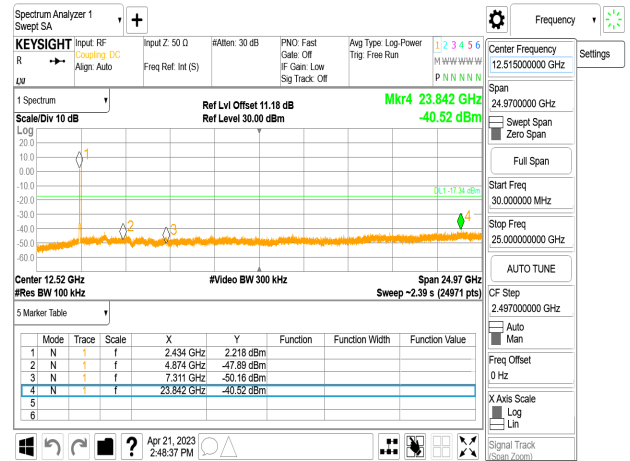 Spectrum Analyzer 1
Swept SA
Frequency
Settings
KEYSIGHT
R
Input: RF
Coupling: DC
Align: Auto
Input Z: 50 Ω
Freq Ref: Int (S)
#Atten: 30 dB
PNO: Fast
Gate: Off
IF Gain: Low
Sig Track: Off
Avg Type: Log-Power
Trig: Free Run
1 2 3 4 5 6
M W W W W W
P N N N N N
1 Spectrum
Scale/Div 10 dB
Ref Lvl Offset 11.18 dB
Ref Level 30.00 dBm
Mkr4 23.842 GHz
-40.52 dBm
Log
20.0
10.0
0.00
-10.0
-20.0
-30.0
-40.0
-50.0
-60.0
1
2
3
4
DL1 -17.34 dBm
Center 12.52 GHz
#Res BW 100 kHz
#Video BW 300 kHz
Span 24.97 GHz
Sweep ~2.39 s (24971 pts)
5 Marker Table
Mode Trace Scale X Y Function Function Width Function Value
1 N 1 f 2.434 GHz 2.218 dBm
2 N 1 f 4.874 GHz -47.89 dBm
3 N 1 f 7.311 GHz -50.16 dBm
4 N 1 f 23.842 GHz -40.52 dBm
5
6
Apr 21, 2023
2:48:37 PM
?
Center Frequency
12.515000000 GHz
Span
24.9700000 GHz
Swept Span
Zero Span
Full Span
Start Freq
30.000000 MHz
Stop Freq
25.000000000 GHz
AUTO TUNE
CF Step
2.497000000 GHz
Auto
Man
Freq Offset
0 Hz
X Axis Scale
Log
Lin
Signal Track
(Span Zoom)